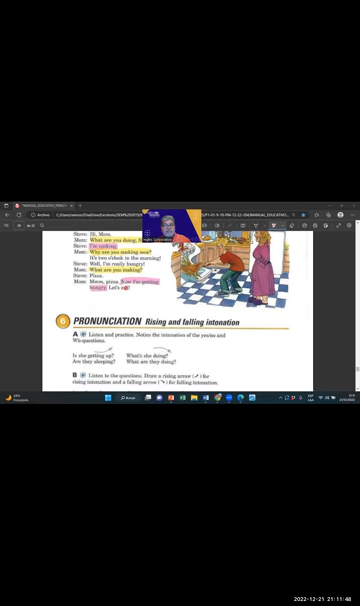 "MANUAL_EDUCATIVO_PRINCI
Archivo
Steve: Hi, Mom.
Mom: What are you doing,
Steve: I'm cooking.
Mom: Why are you cooking now?
It's two o'clock in the morning!
Steve: Well, I'm really hungry!
Mom: What are you making?
Steve: Pizza.
Mom: Mmm, pizza. Now I'm getting
hungry. Let's eat!
6 PRONUNCIATION Rising and falling intonation
A Listen and practice. Notice the intonation of the yes/no and
Wh-questions.
Is she getting up? What's she doing?
Are they sleeping? What are they doing?
B Listen to the questions. Draw a rising arrow (↗) for
rising intonation and a falling arrow (↘) for falling intonation.
Buscar
ESP
2022-12-21 21:11:48